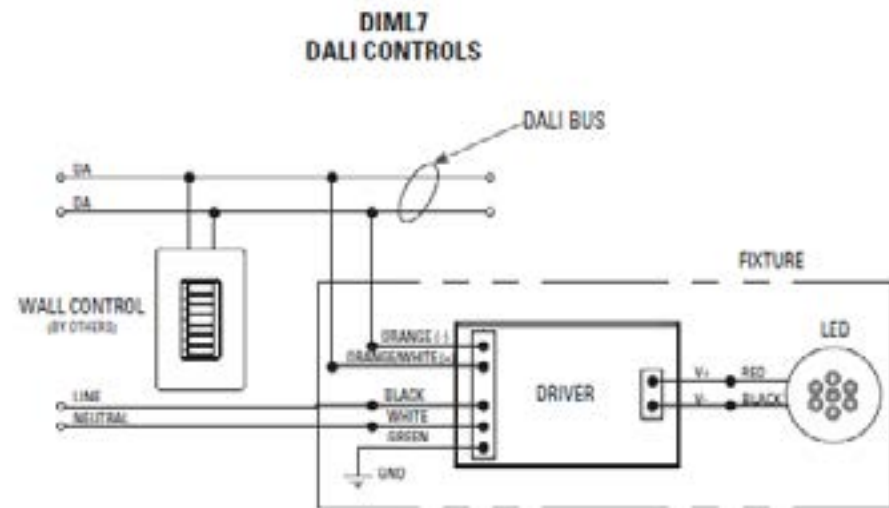 DIML7
DALI CONTROLS
DALI BUS
DA
DA
FIXTURE
WALL CONTROL
(BY OTHERS)
LED
ORANGE (-)
ORANGE/WHITE (+)
DRIVER
V+
RED
LINE
BLACK
V-
BLACK
NEUTRAL
WHITE
GREEN
GND